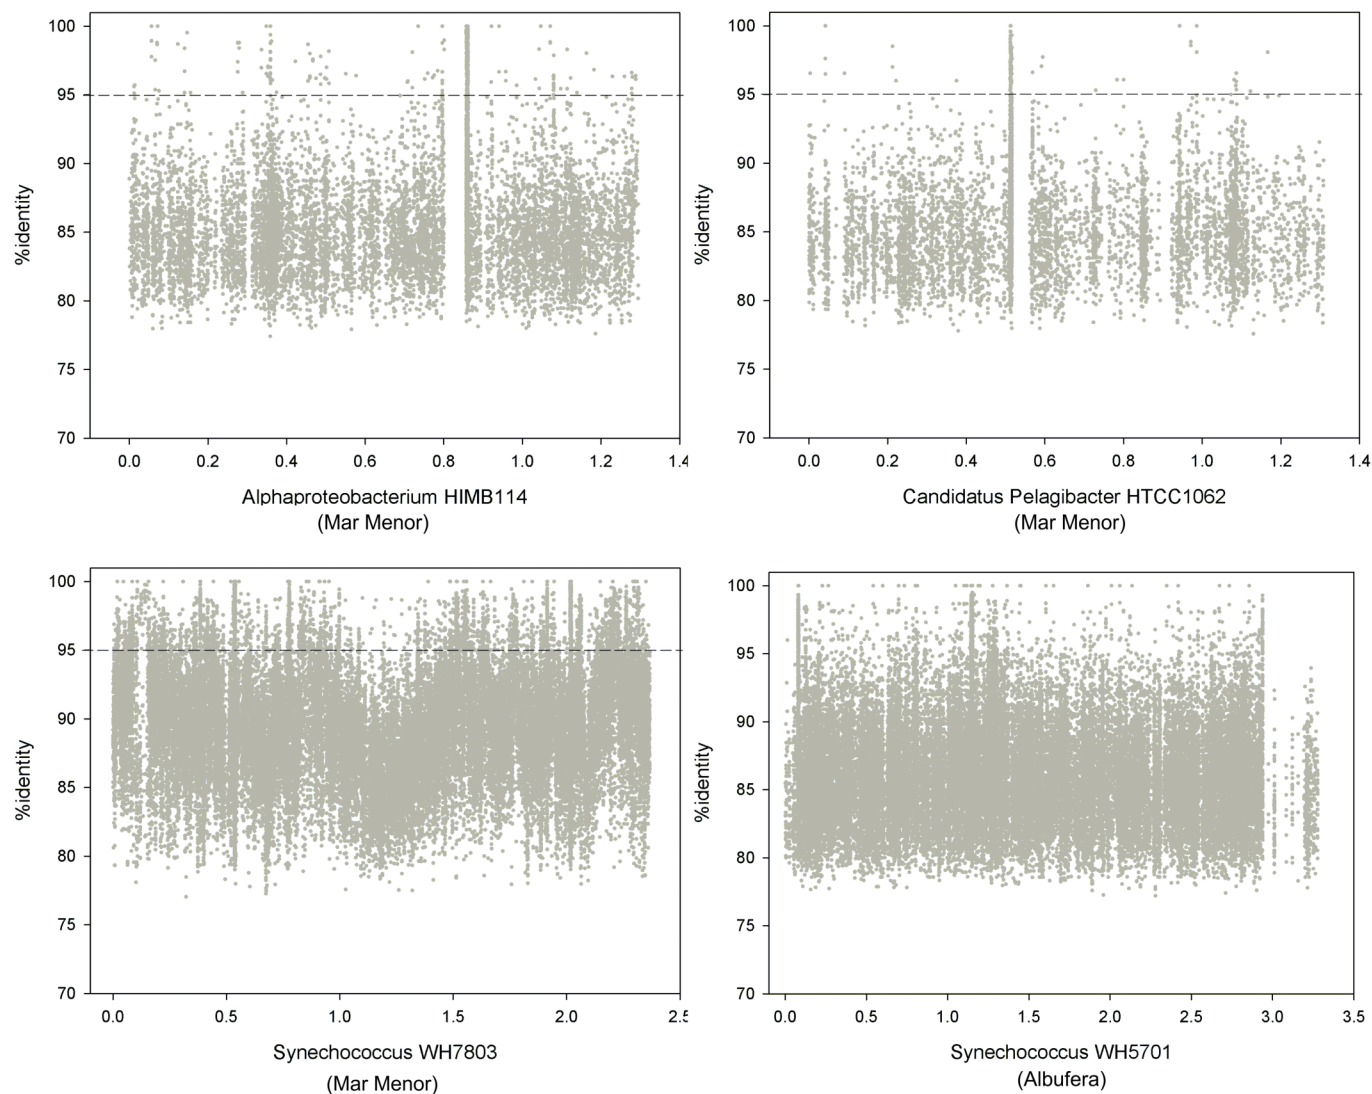 100
95
90
85
80
75
70
%identity
0.0 0.2 0.4 0.6 0.8 1.0 1.2 1.4
Alphaproteobacterium HIMB114
(Mar Menor)
100
95
90
85
80
75
70
%identity
0.0 0.2 0.4 0.6 0.8 1.0 1.2 1.4
Candidatus Pelagibacter HTCC1062
(Mar Menor)
100
95
90
85
80
75
70
%identity
0.0 0.5 1.0 1.5 2.0 2.5
Synechococcus WH7803
(Mar Menor)
100
95
90
85
80
75
70
%identity
0.0 0.5 1.0 1.5 2.0 2.5 3.0 3.5
Synechococcus WH5701
(Albufera)